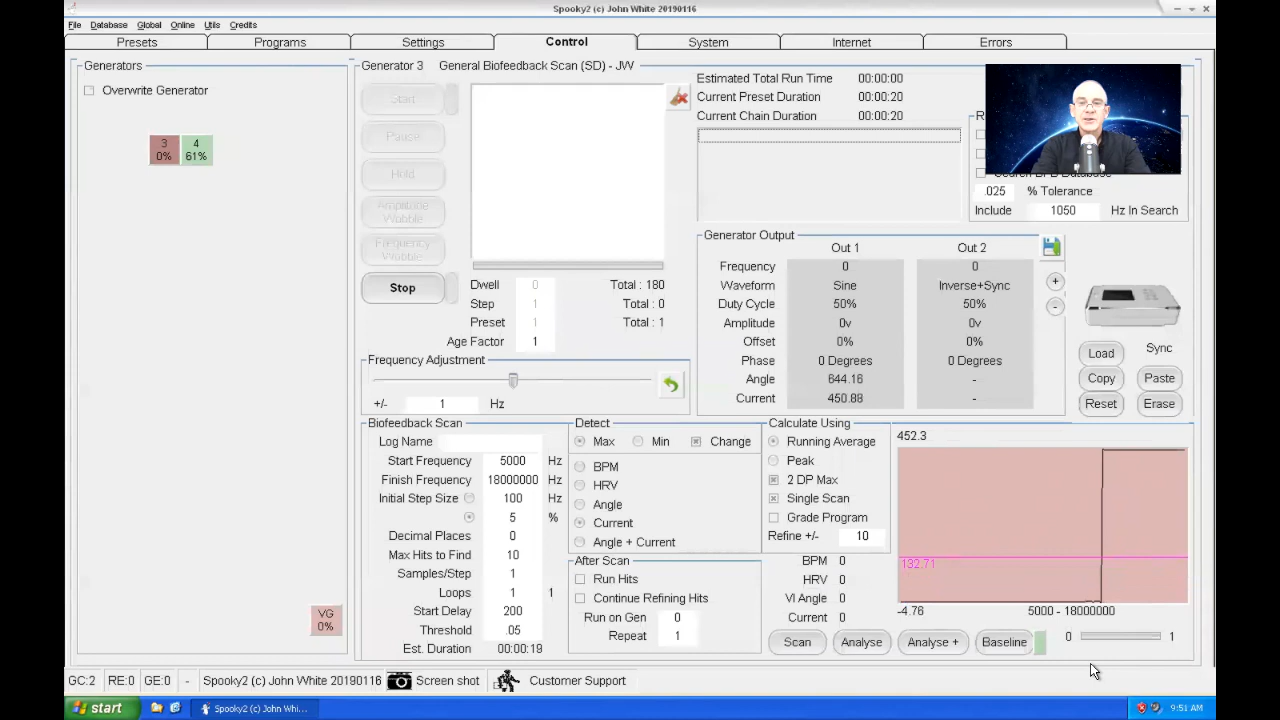 Spooky2 (c) John White 20190116
File Database Global Online Utils Credits
Presets Programs Settings Control System Internet Errors
Generators
Overwrite Generator
3 4
0% 61%
VG
0%
Generator 3 General Biofeedback Scan (SD) - JW
Start
Pause
Hold
Amplitude
Wobble
Frequency
Wobble
Stop
Dwell 0 Total : 180
Step 1 Total : 0
Preset 1 Total : 1
Age Factor 1
Estimated Total Run Time 00:00:00
Current Preset Duration 00:00:20
Current Chain Duration 00:00:20
.025 % Tolerance
Include 1050 Hz In Search
Frequency Adjustment
+/- 1 Hz
Generator Output
Out 1 Out 2
Frequency 0 0
Waveform Sine Inverse+Sync
Duty Cycle 50% 50%
Amplitude 0v 0v
Offset 0% 0%
Phase 0 Degrees 0 Degrees
Angle 644.16 -
Current 450.88 -
+
-
Load Sync
Copy Paste
Reset Erase
Biofeedback Scan
Log Name
Start Frequency 5000 Hz
Finish Frequency 18000000 Hz
Initial Step Size 100 Hz
5 %
Decimal Places 0
Max Hits to Find 10
Samples/Step 1
Loops 1 1
Start Delay 200
Threshold .05
Est. Duration 00:00:19
Detect
Max Min Change
BPM
HRV
Angle
Current
Angle + Current
After Scan
Run Hits
Continue Refining Hits
Run on Gen 0
Repeat 1
Calculate Using
Running Average
Peak
2 DP Max
Single Scan
Grade Program
Refine +/- 10
BPM 0
HRV 0
VI Angle 0
Current 0
452.3
132.71
-4.76 5000 - 18000000
Scan Analyse Analyse + Baseline 0 1
GC:2 RE:0 GE:0 - Spooky2 (c) John White 20190116 Screen shot Customer Support
start Spooky2 (c) John Whi... 9:51 AM